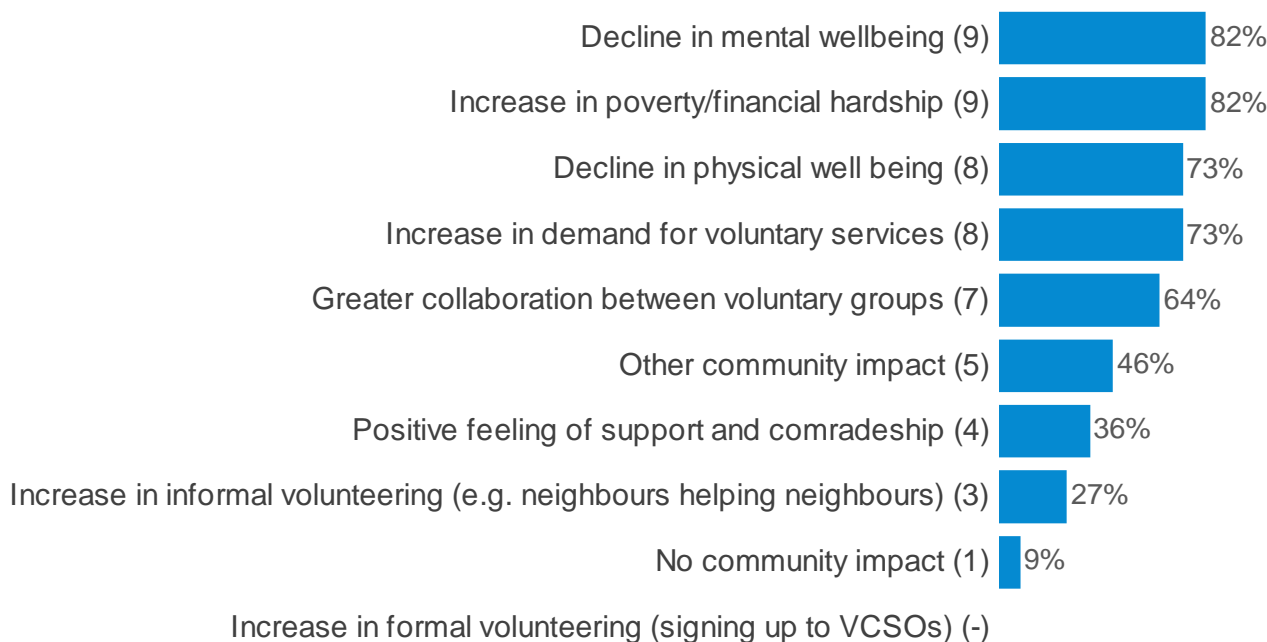 Decline in mental wellbeing (9) 82%
Increase in poverty/financial hardship (9) 82%
Decline in physical well being (8) 73%
Increase in demand for voluntary services (8) 73%
Greater collaboration between voluntary groups (7) 64%
Other community impact (5) 46%
Positive feeling of support and comradeship (4) 36%
Increase in informal volunteering (e.g. neighbours helping neighbours) (3) 27%
No community impact (1) 9%
Increase in formal volunteering (signing up to VCSOs) (-)